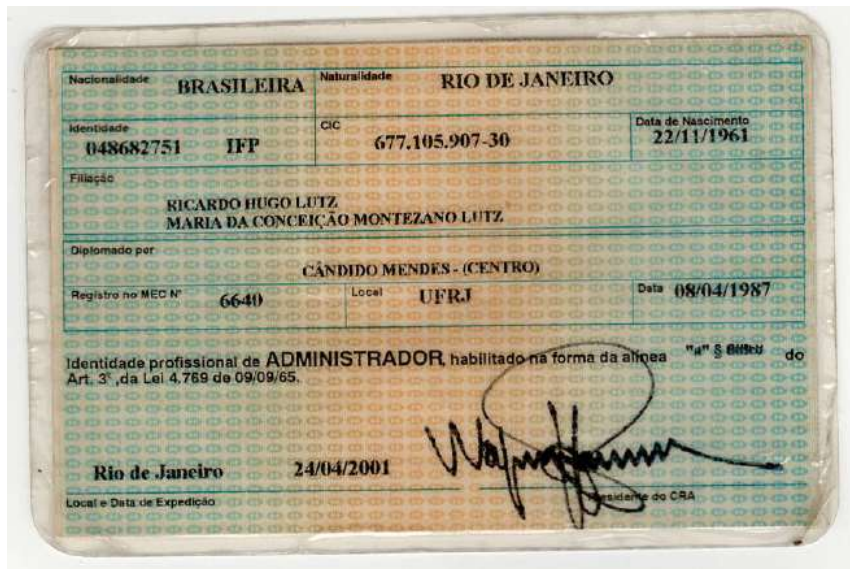 Nacionalidade BRASILEIRA Naturalidade RIO DE JANEIRO
Identidade 048682751 IFP CIC 677.105.907-30 Data de Nascimento 22/11/1961
Filiação
RICARDO HUGO LUTZ
MARIA DA CONCEIÇÃO MONTEZANO LUTZ
Diplomado por
CÂNDIDO MENDES - (CENTRO)
Registro no MEC Nº 6640 Local UFRJ Data 08/04/1987
Identidade profissional de ADMINISTRADOR, habilitado na forma da alínea "a" § do
Art. 3º, da Lei 4.769 de 09/09/65.
Rio de Janeiro 24/04/2001
Local e Data de Expedição Presidente do CRA